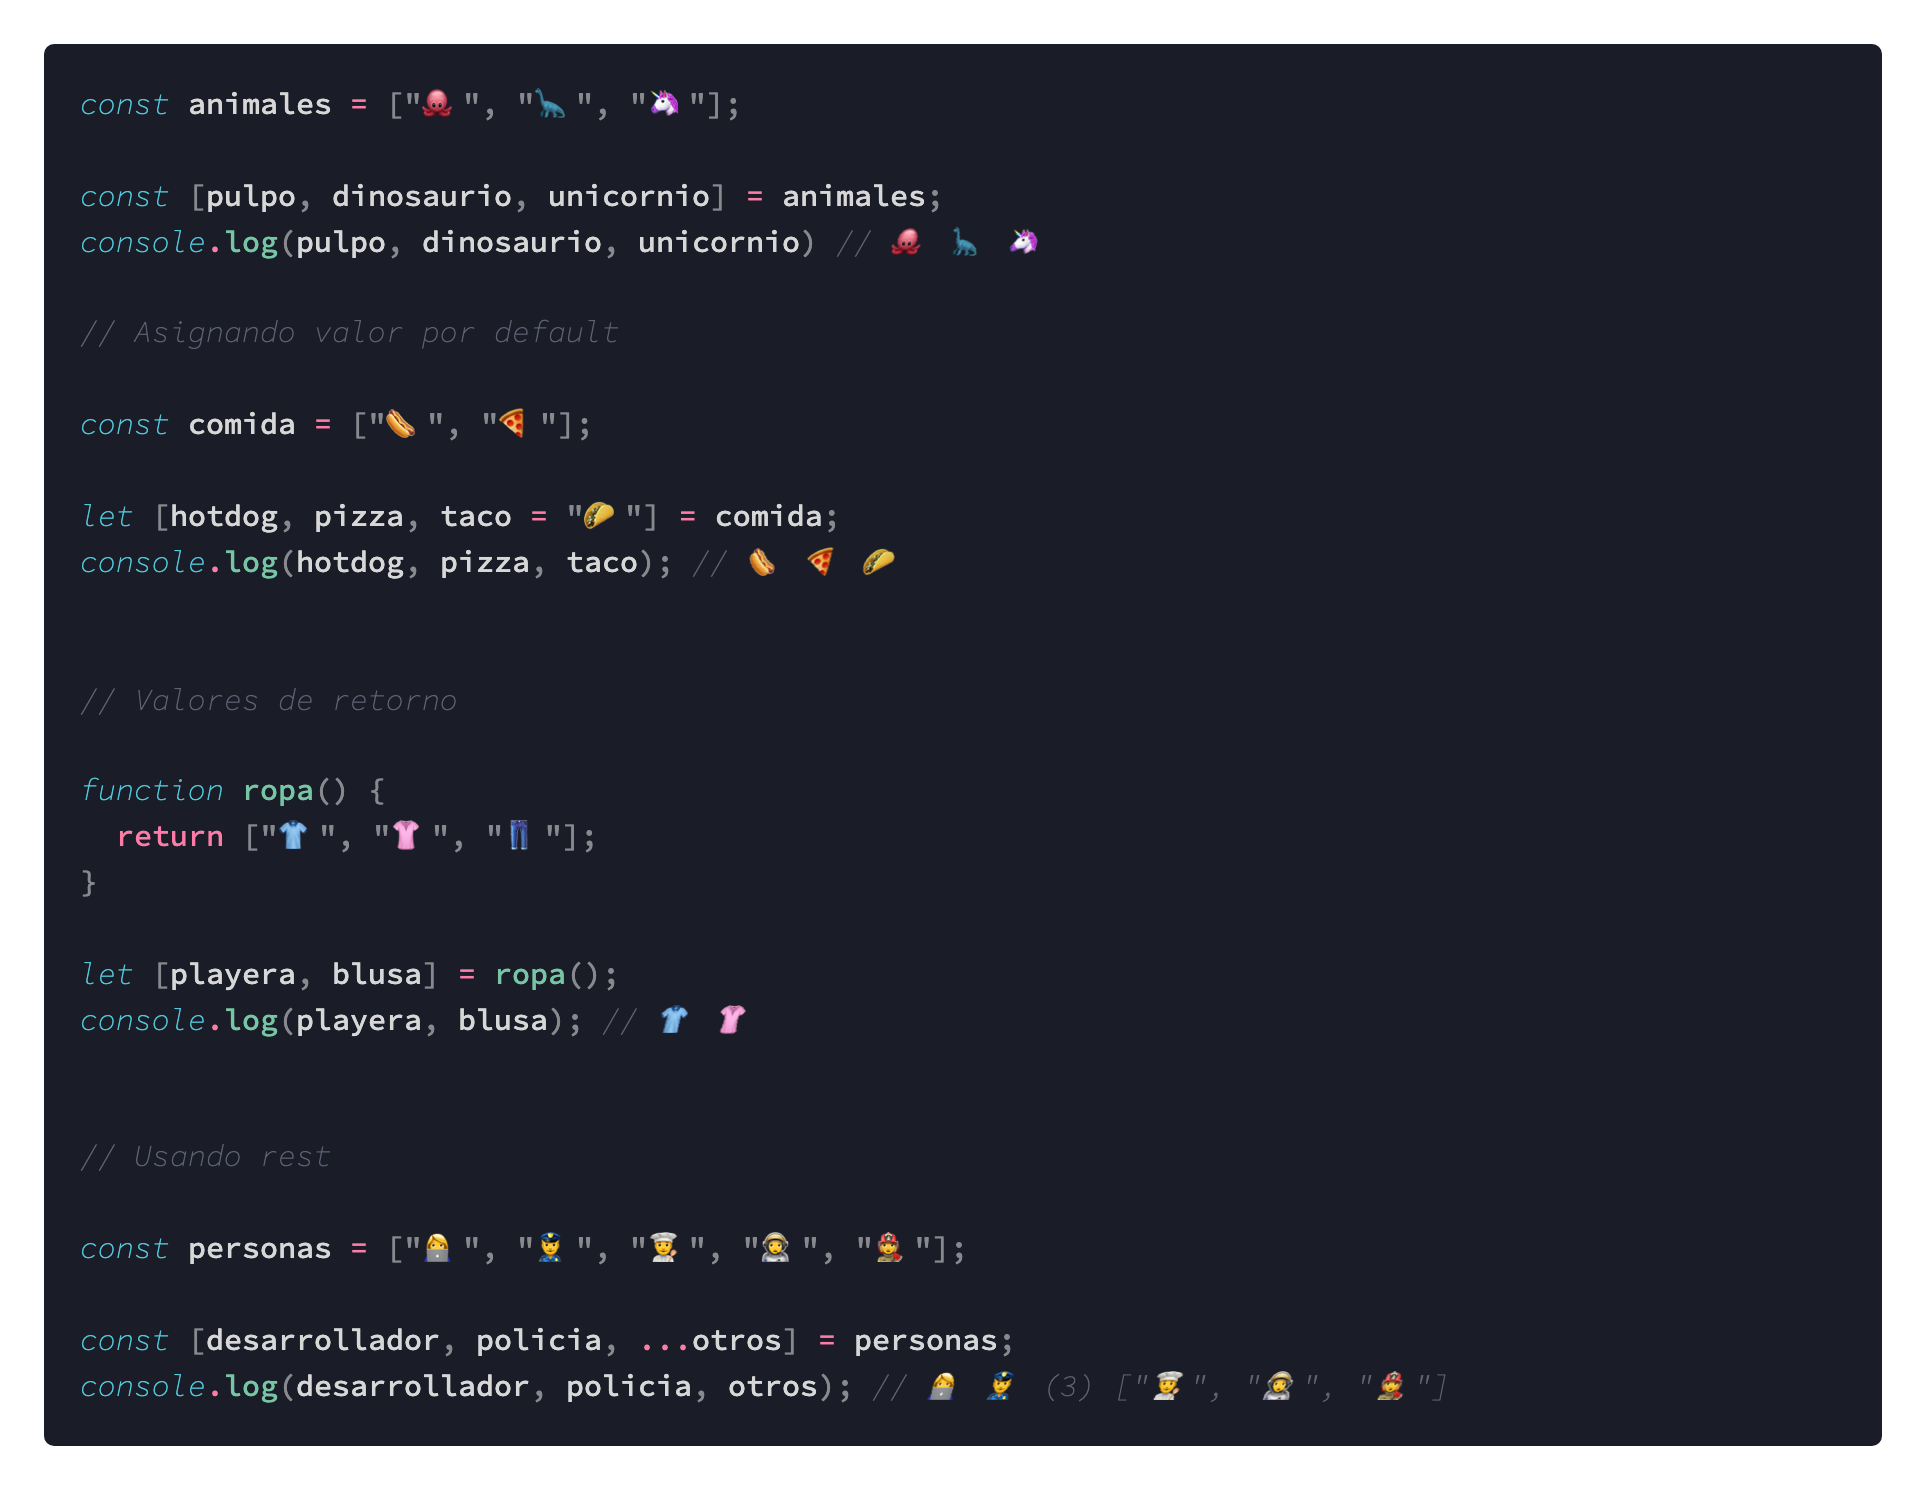 const animales = ["🐙", "🦕", "🦄"];
const [pulpo, dinosaurio, unicornio] = animales;
console.log(pulpo, dinosaurio, unicornio) // 🐙 🦕 🦄
// Asignando valor por default
const comida = ["🌭", "🍕"];
let [hotdog, pizza, taco = "🌮"] = comida;
console.log(hotdog, pizza, taco); // 🌭 🍕 🌮
// Valores de retorno
function ropa() {
  return ["👕", "👚", "👖"];
}
let [playera, blusa] = ropa();
console.log(playera, blusa); // 👕 👚
// Usando rest
const personas = ["👩‍💻", "👮", "👩‍🍳", "👩‍🚀", "👩‍🚒"];
const [desarrollador, policia, ...otros] = personas;
console.log(desarrollador, policia, otros); // 👩‍💻 👮 (3) ["👩‍🍳", "👩‍🚀", "👩‍🚒"]